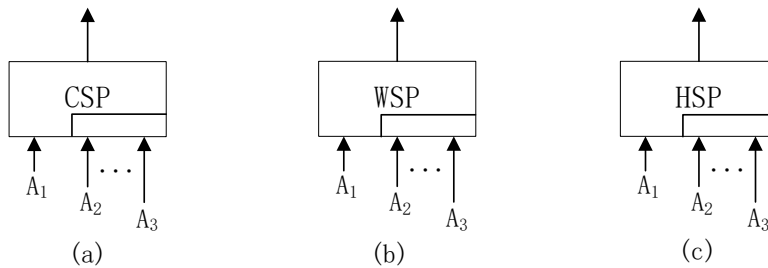 CSP
WSP
HSP
A₁ A₂ ··· A₃
A₁ A₂ ··· A₃
A₁ A₂ ··· A₃
(a)
(b)
(c)